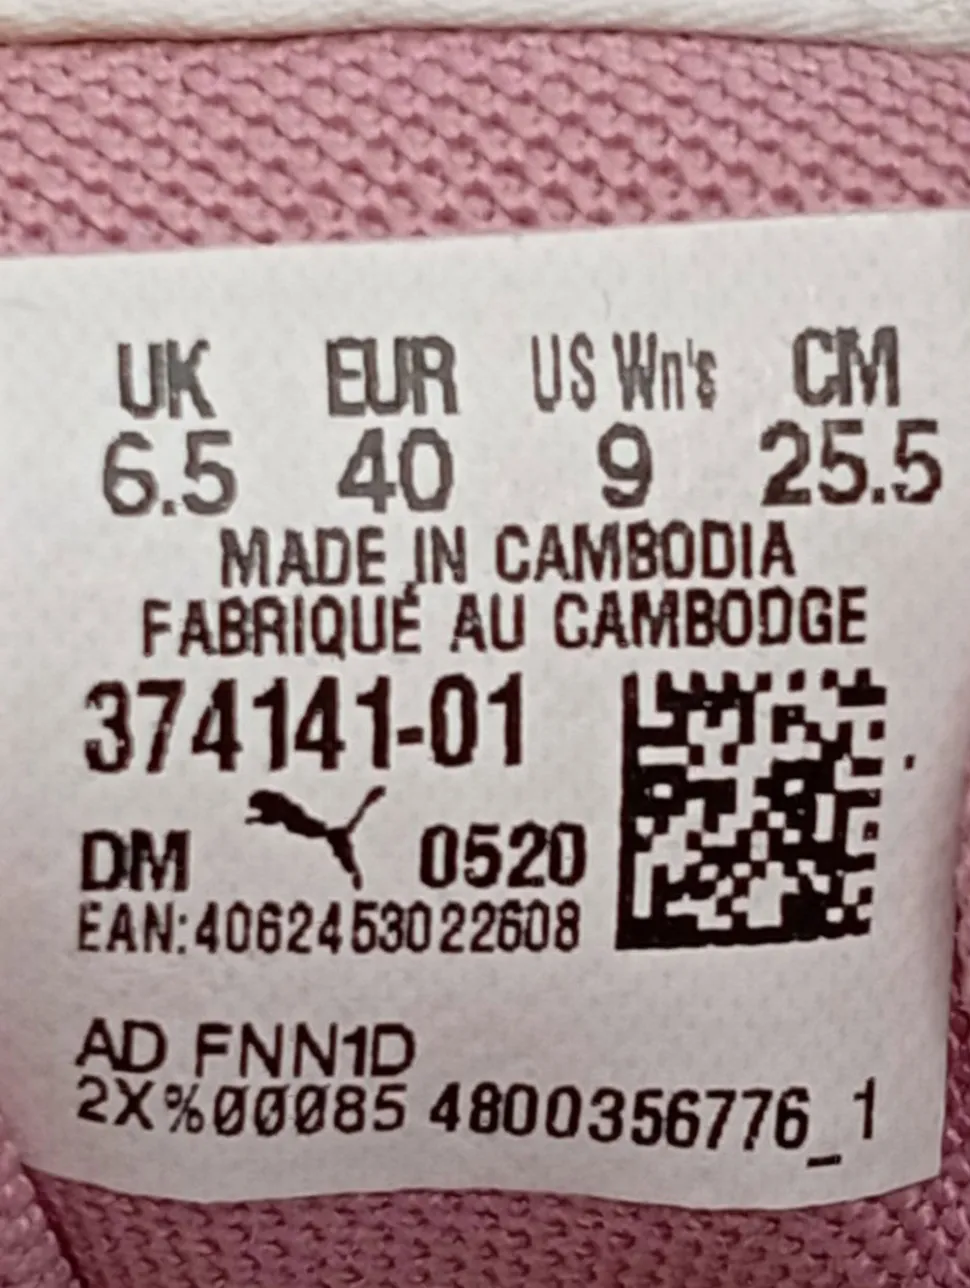 UK EUR US Wn's CM
6.5 40 9 25.5
MADE IN CAMBODIA
FABRIQUÉ AU CAMBODGE
374141-01
DM 0520
EAN:4062453022608
AD FNN1D
2X%00085 4800356776_1